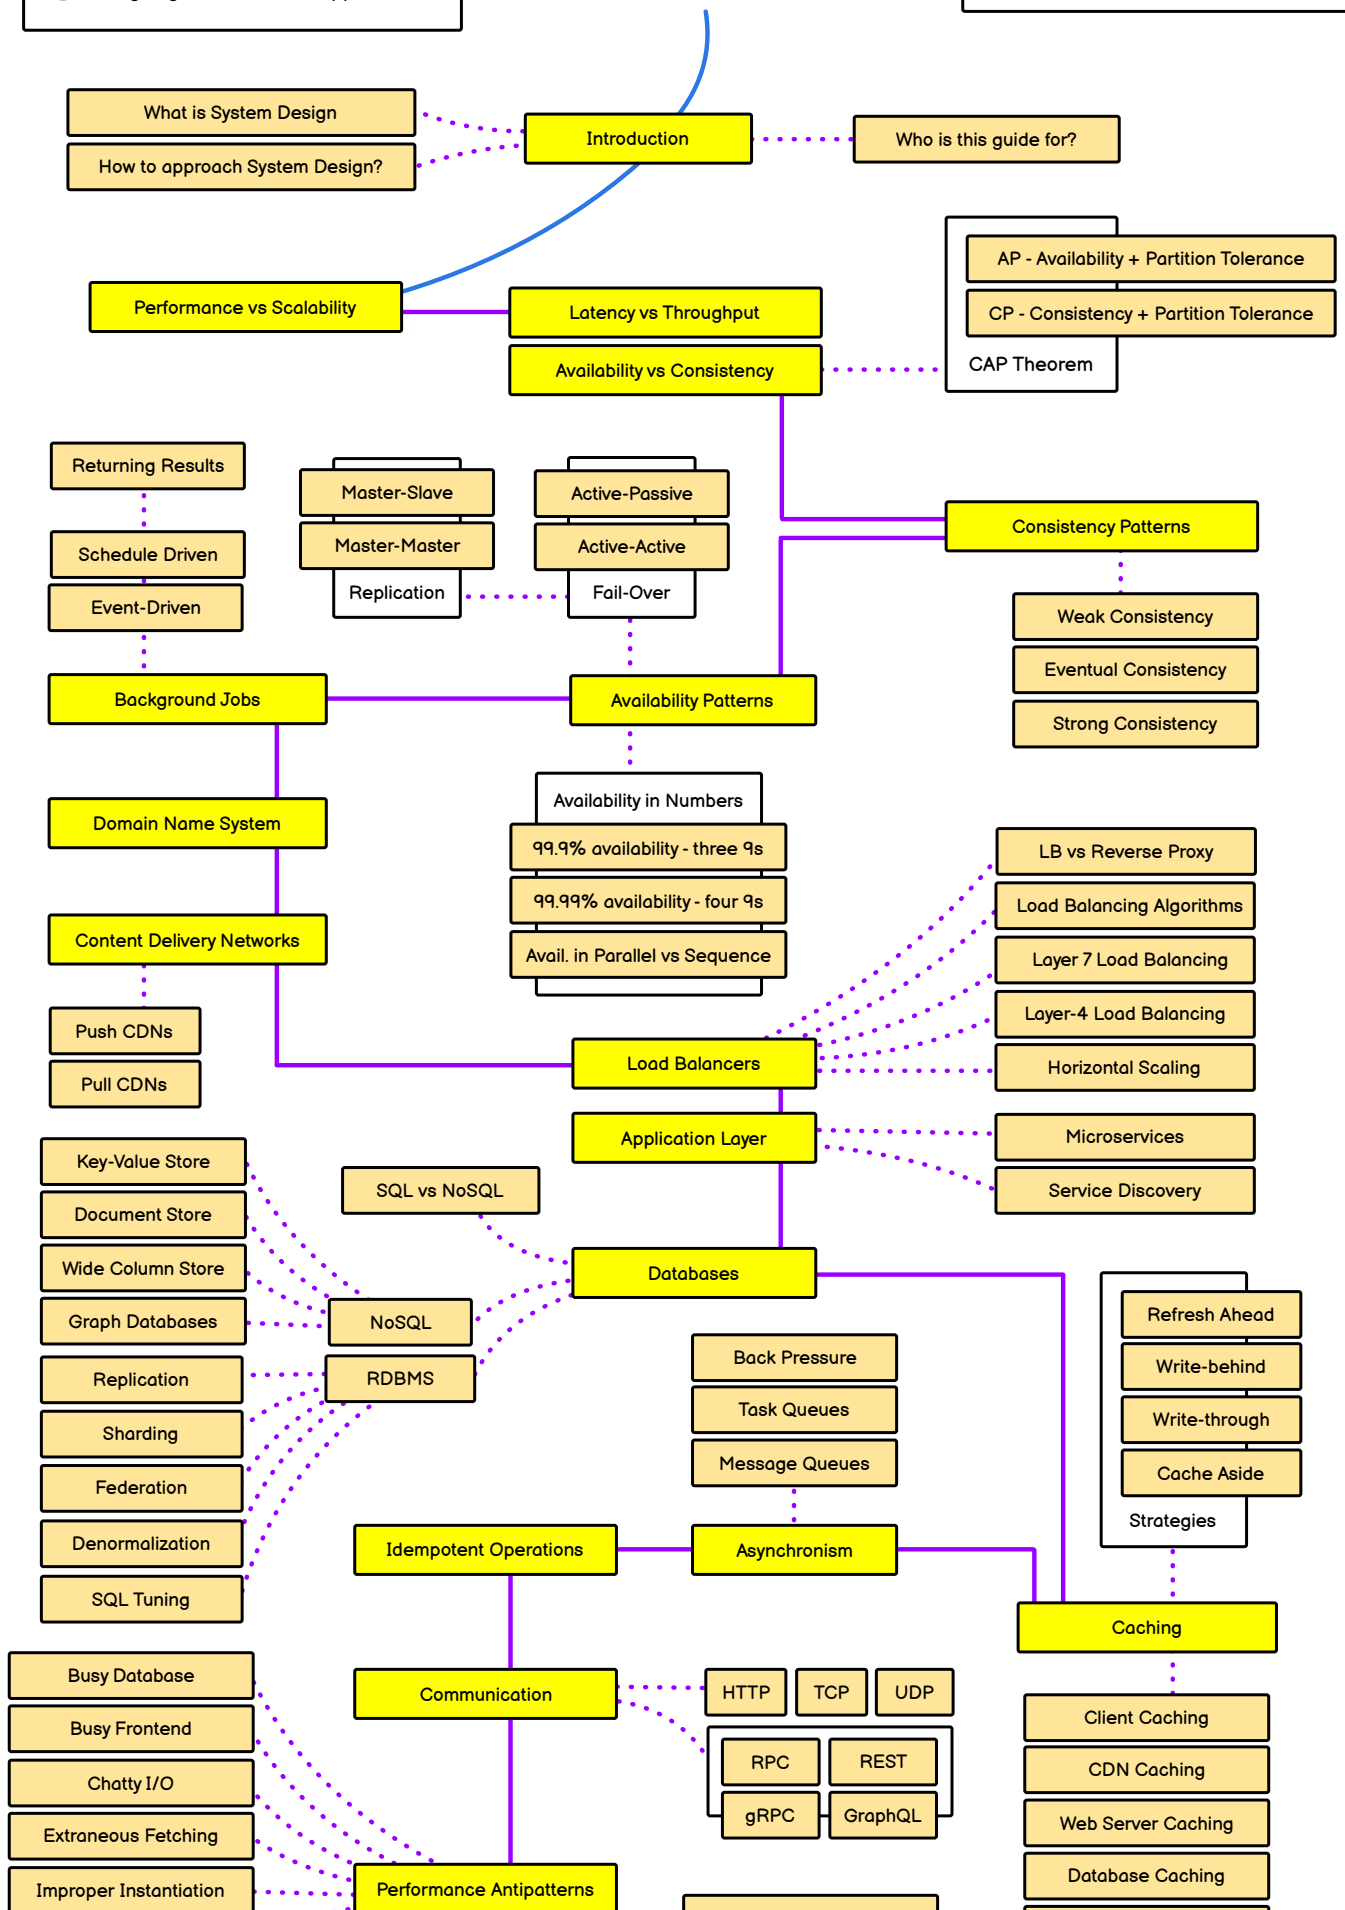 What is System Design
How to approach System Design?
Introduction
Who is this guide for?
AP - Availability + Partition Tolerance
CP - Consistency + Partition Tolerance
CAP Theorem
Performance vs Scalability
Latency vs Throughput
Availability vs Consistency
Returning Results
Schedule Driven
Event-Driven
Master-Slave
Master-Master
Replication
Active-Passive
Active-Active
Fail-Over
Consistency Patterns
Weak Consistency
Eventual Consistency
Strong Consistency
Background Jobs
Availability Patterns
Domain Name System
Availability in Numbers
99.9% availability - three 9s
99.99% availability - four 9s
Avail. in Parallel vs Sequence
Content Delivery Networks
Push CDNs
Pull CDNs
LB vs Reverse Proxy
Load Balancing Algorithms
Layer 7 Load Balancing
Layer-4 Load Balancing
Horizontal Scaling
Load Balancers
Application Layer
Microservices
Service Discovery
Key-Value Store
Document Store
Wide Column Store
Graph Databases
SQL vs NoSQL
Databases
NoSQL
RDBMS
Replication
Sharding
Federation
Denormalization
SQL Tuning
Back Pressure
Task Queues
Message Queues
Refresh Ahead
Write-behind
Write-through
Cache Aside
Strategies
Idempotent Operations
Asynchronism
Caching
Busy Database
Busy Frontend
Chatty I/O
Extraneous Fetching
Improper Instantiation
Communication
HTTP
TCP
UDP
RPC
REST
gRPC
GraphQL
Client Caching
CDN Caching
Web Server Caching
Database Caching
Performance Antipatterns